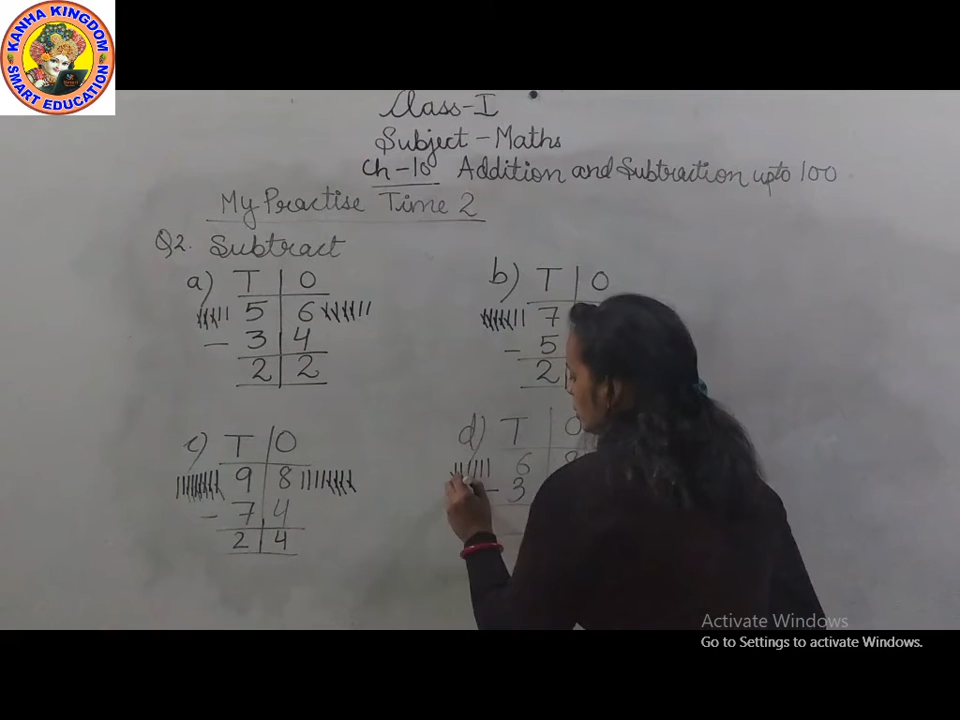 KANHA KINGDOM
SMART EDUCATION
Class-I
Subject-Maths
Ch-10 Addition and Subtraction upto 100
My Practise Time 2
Q2. Subtract
a) T O
5 6
- 3 4
2 2
b) T O
7
- 5
2
c) T O
9 8
- 7 4
2 4
d) T O
6 8
- 3
Activate Windows
Go to Settings to activate Windows.